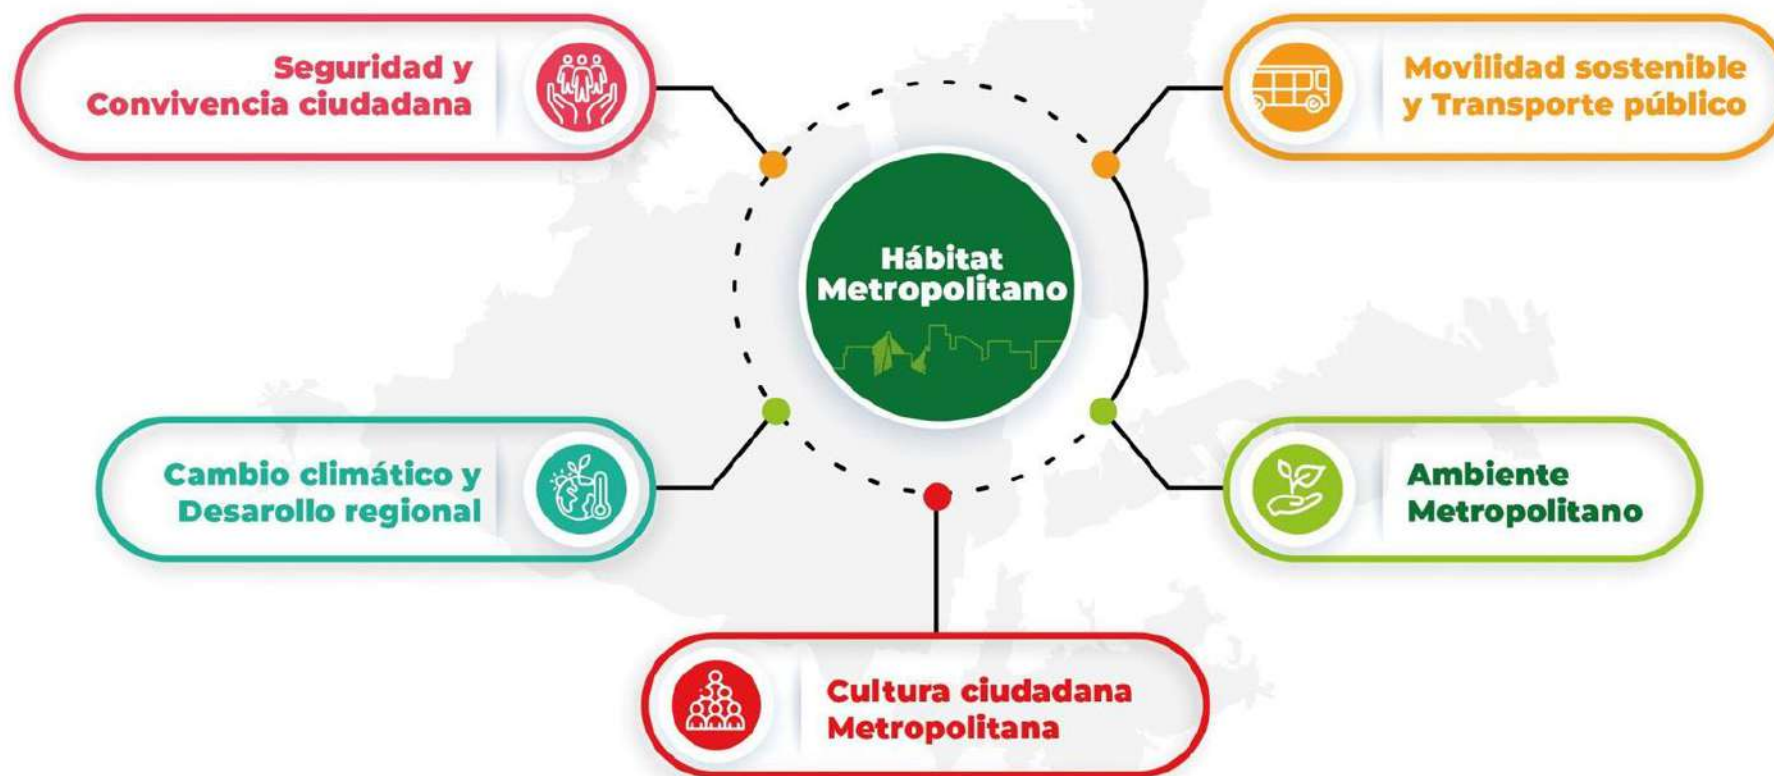 Seguridad y
Convivencia ciudadana
Movilidad sostenible
y Transporte público
Hábitat
Metropolitano
Cambio climático y
Desarollo regional
Ambiente
Metropolitano
Cultura ciudadana
Metropolitana